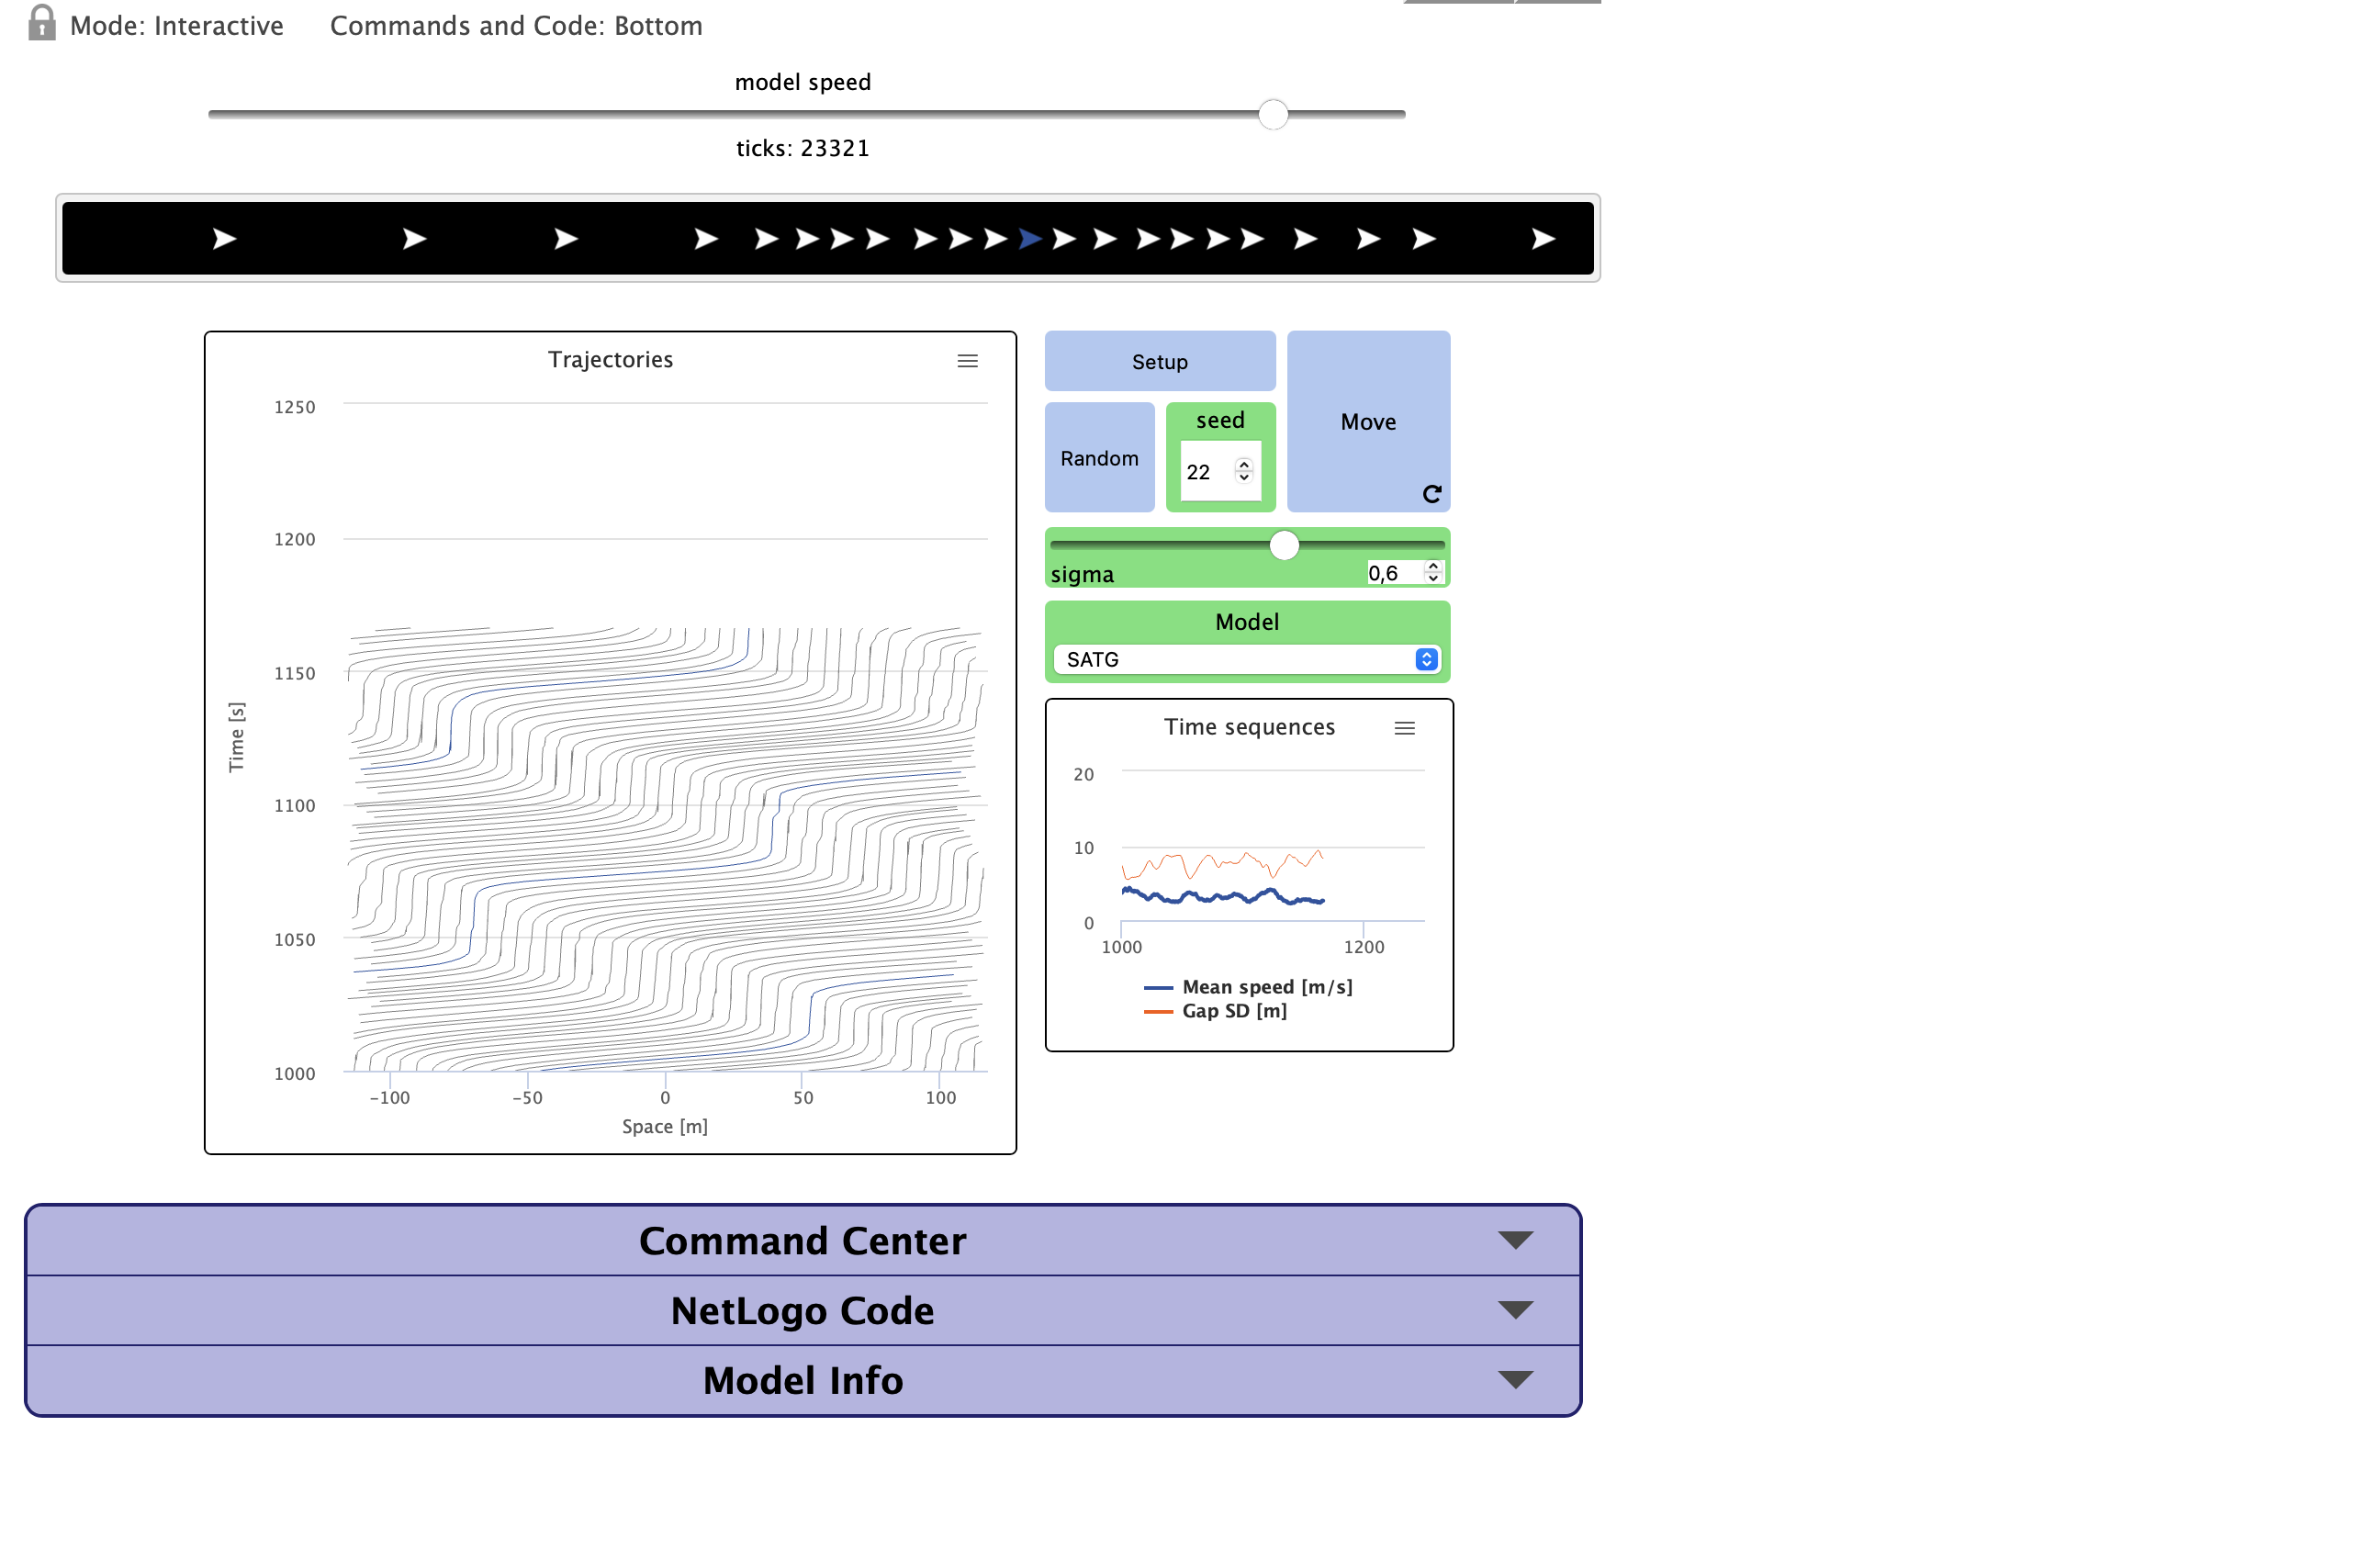 Mode: Interactive Commands and Code: Bottom
model speed
ticks: 23321
Trajectories
1250
1200
1150
1100
1050
1000
Time [s]
-100 -50 0 50 100
Space [m]
Setup
Random
seed
22
Move
sigma 0,6
Model
SATG
Time sequences
20
10
0
1000 1200
Mean speed [m/s]
Gap SD [m]
Command Center
NetLogo Code
Model Info